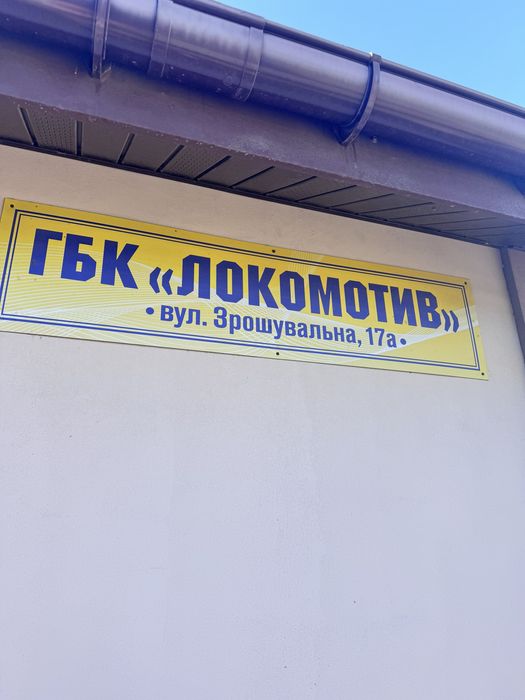 ГБК «ЛОКОМОТИВ»
• вул. Зрошувальна, 17а •